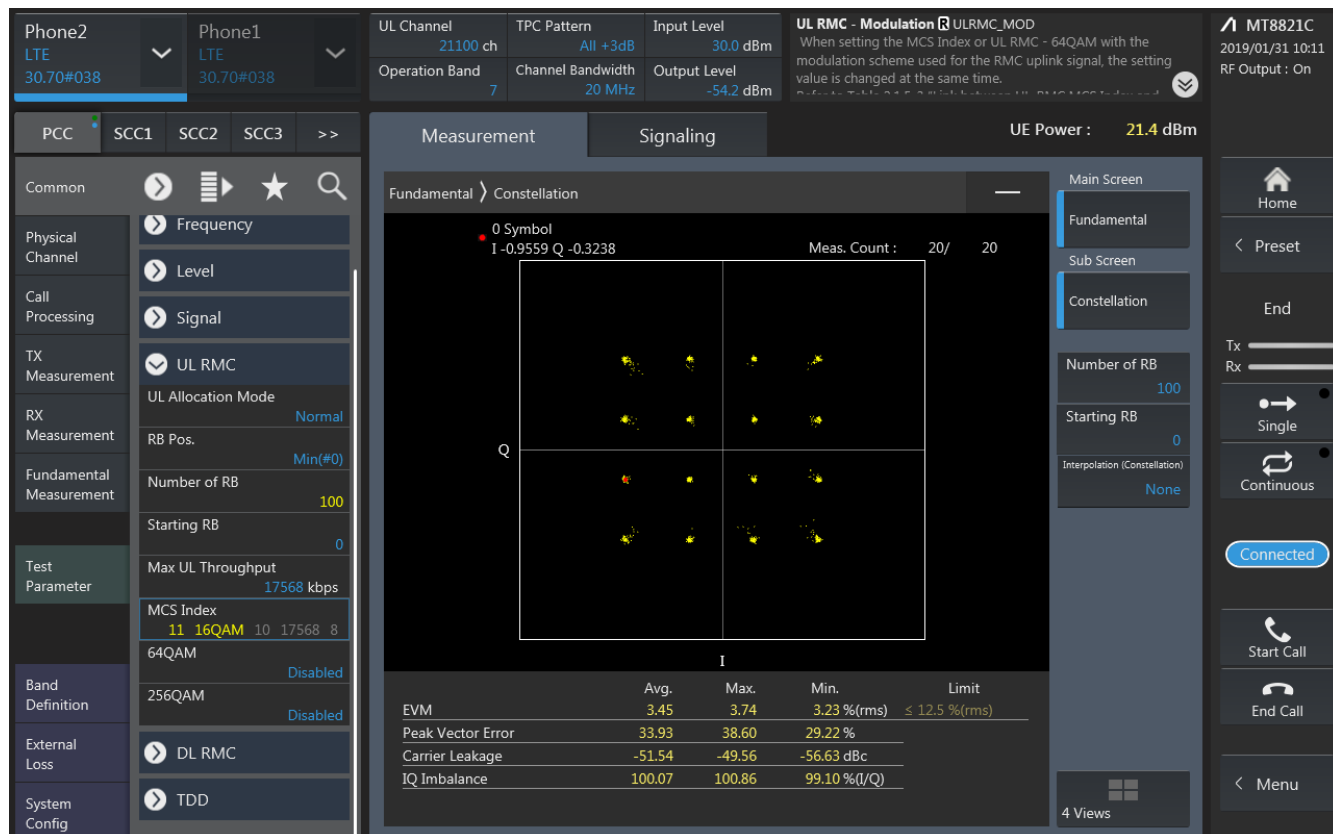 Phone2
LTE
30.70#038
Phone1
LTE
30.70#038
UL Channel
21100 ch
TPC Pattern
All +3dB
Input Level
30.0 dBm
Operation Band
7
Channel Bandwidth
20 MHz
Output Level
-54.2 dBm
UL RMC - Modulation R ULRMC_MOD
When setting the MCS Index or UL RMC - 64QAM with the
modulation scheme used for the RMC uplink signal, the setting
value is changed at the same time.
MT8821C
2019/01/31 10:11
RF Output : On
PCC SCC1 SCC2 SCC3 >>
Measurement
Signaling
UE Power : 21.4 dBm
Common
Physical
Channel
Call
Processing
TX
Measurement
RX
Measurement
Fundamental
Measurement
Test
Parameter
Band
Definition
External
Loss
System
Config
Frequency
Level
Signal
UL RMC
UL Allocation Mode
Normal
RB Pos.
Min(#0)
Number of RB
100
Starting RB
0
Max UL Throughput
17568 kbps
MCS Index
11 16QAM 10 17568 8
64QAM
Disabled
256QAM
Disabled
DL RMC
TDD
Fundamental 〉 Constellation
0 Symbol
I -0.9559 Q -0.3238
Meas. Count : 20/ 20
Q
I
Avg. Max. Min. Limit
EVM 3.45 3.74 3.23 %(rms) ≤ 12.5 %(rms)
Peak Vector Error 33.93 38.60 29.22 %
Carrier Leakage -51.54 -49.56 -56.63 dBc
IQ Imbalance 100.07 100.86 99.10 %(I/Q)
Main Screen
Fundamental
Sub Screen
Constellation
Number of RB
100
Starting RB
0
Interpolation (Constellation)
None
4 Views
Home
< Preset
End
Tx
Rx
Single
Continuous
Connected
Start Call
End Call
< Menu